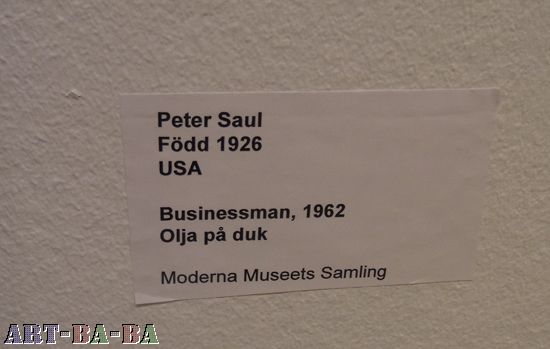 Peter Saul
Född 1926
USA
Businessman, 1962
Olja på duk
Moderna Museets Samling
ART-BA-BA